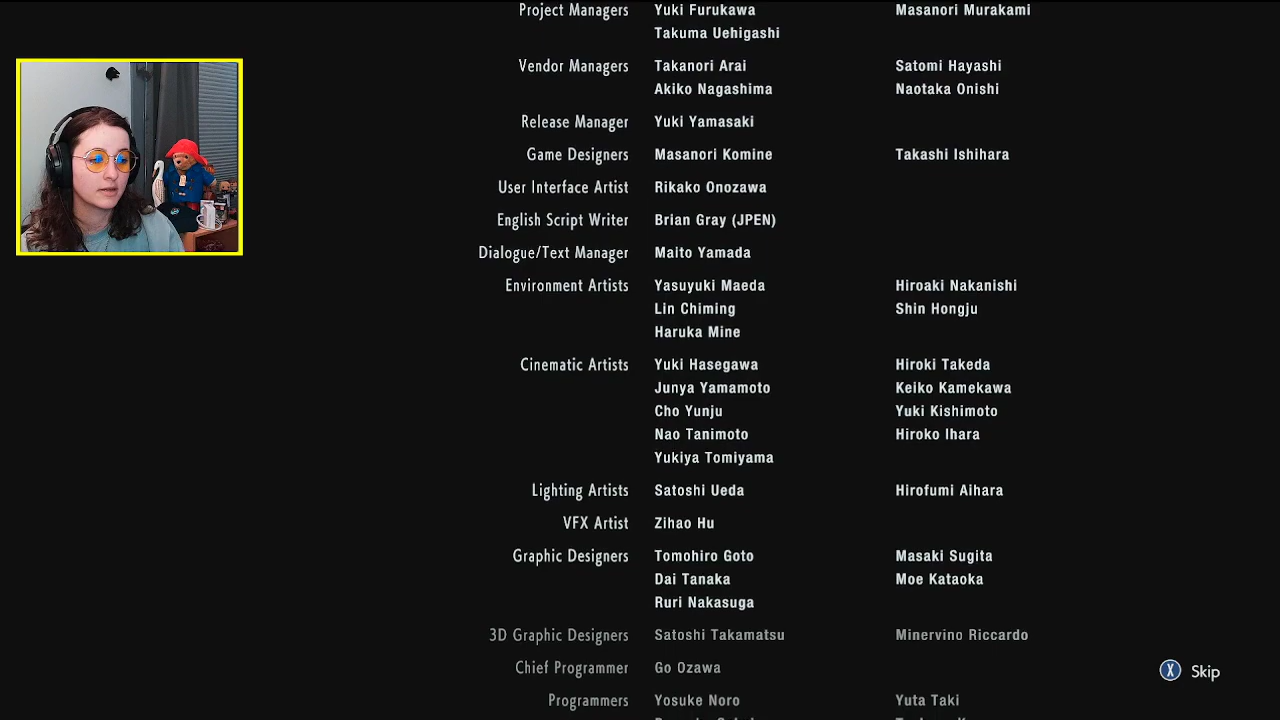 Project Managers Yuki Furukawa Masanori Murakami
Takuma Uehigashi
Vendor Managers Takanori Arai Satomi Hayashi
Akiko Nagashima Naotaka Onishi
Release Manager Yuki Yamasaki
Game Designers Masanori Komine Takashi Ishihara
User Interface Artist Rikako Onozawa
English Script Writer Brian Gray (JPEN)
Dialogue/Text Manager Maito Yamada
Environment Artists Yasuyuki Maeda Hiroaki Nakanishi
Lin Chiming Shin Hongju
Haruka Mine
Cinematic Artists Yuki Hasegawa Hiroki Takeda
Junya Yamamoto Keiko Kamekawa
Cho Yunju Yuki Kishimoto
Nao Tanimoto Hiroko Ihara
Yukiya Tomiyama
Lighting Artists Satoshi Ueda Hirofumi Aihara
VFX Artist Zihao Hu
Graphic Designers Tomohiro Goto Masaki Sugita
Dai Tanaka Moe Kataoka
Ruri Nakasuga
3D Graphic Designers Satoshi Takamatsu Minervino Riccardo
Chief Programmer Go Ozawa
X Skip
Programmers Yosuke Noro Yuta Taki